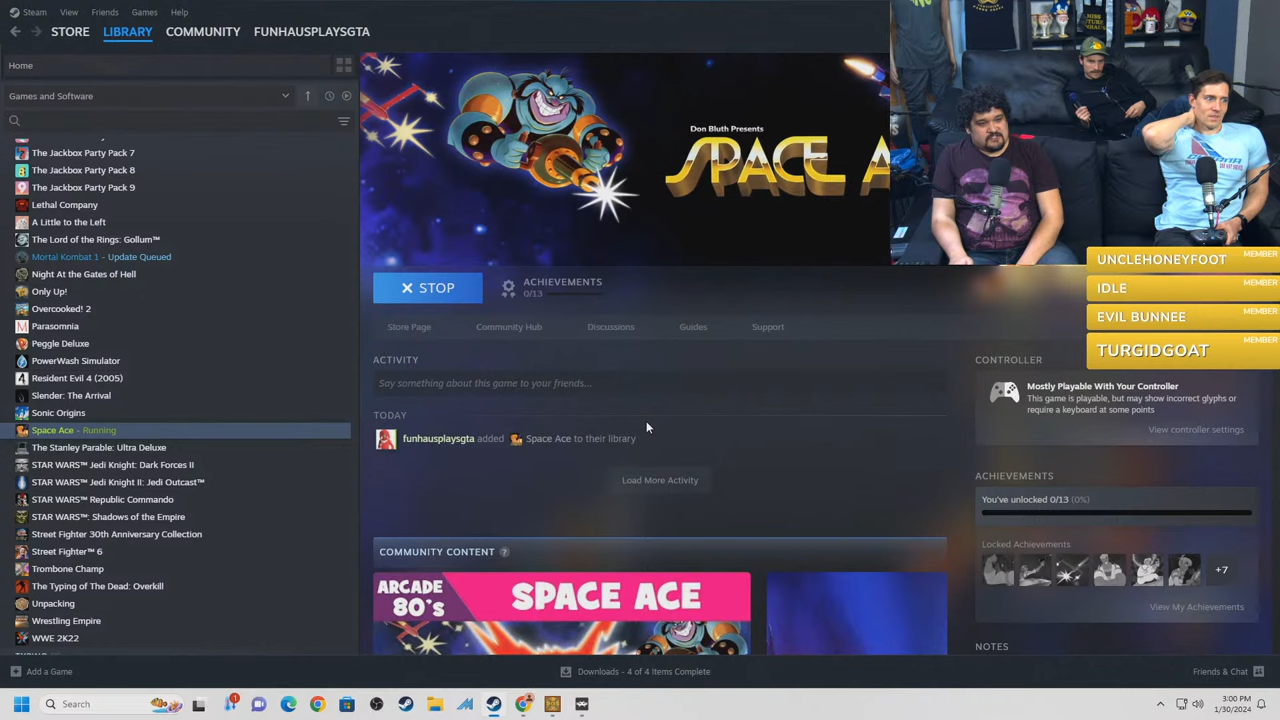 Steam View Friends Games Help
STORE LIBRARY COMMUNITY FUNHAUSPLAYSGTA
Home
Games and Software
The Jackbox Party Pack 7
The Jackbox Party Pack 8
The Jackbox Party Pack 9
Lethal Company
A Little to the Left
The Lord of the Rings: Gollum™
Mortal Kombat 1 - Update Queued
Night At the Gates of Hell
Only Up!
Overcooked! 2
Parasomnia
Peggle Deluxe
PowerWash Simulator
Resident Evil 4 (2005)
Slender: The Arrival
Sonic Origins
Space Ace - Running
The Stanley Parable: Ultra Deluxe
STAR WARS™ Jedi Knight: Dark Forces II
STAR WARS™ Jedi Knight II: Jedi Outcast™
STAR WARS™ Republic Commando
STAR WARS™: Shadows of the Empire
Street Fighter 30th Anniversary Collection
Street Fighter™ 6
Trombone Champ
The Typing of The Dead: Overkill
Unpacking
Wrestling Empire
WWE 2K22
Don Bluth Presents
SPACE A
STOP
ACHIEVEMENTS
0/13
Store Page Community Hub Discussions Guides Support
ACTIVITY
Say something about this game to your friends...
TODAY
funhausplaysgta added Space Ace to their library
Load More Activity
COMMUNITY CONTENT ?
ARCADE
80's
SPACE ACE
UNCLEHONEYFOOT MEMBER
IDLE MEMBER
EVIL BUNNEE MEMBER
TURGIDGOAT MEMBER
CONTROLLER
Mostly Playable With Your Controller
This game is playable, but may show incorrect glyphs or
require a keyboard at some points
View controller settings
ACHIEVEMENTS
You've unlocked 0/13 (0%)
Locked Achievements
+7
View My Achievements
NOTES
Add a Game
Downloads - 4 of 4 Items Complete
Friends & Chat
Search
3:00 PM
1/30/2024